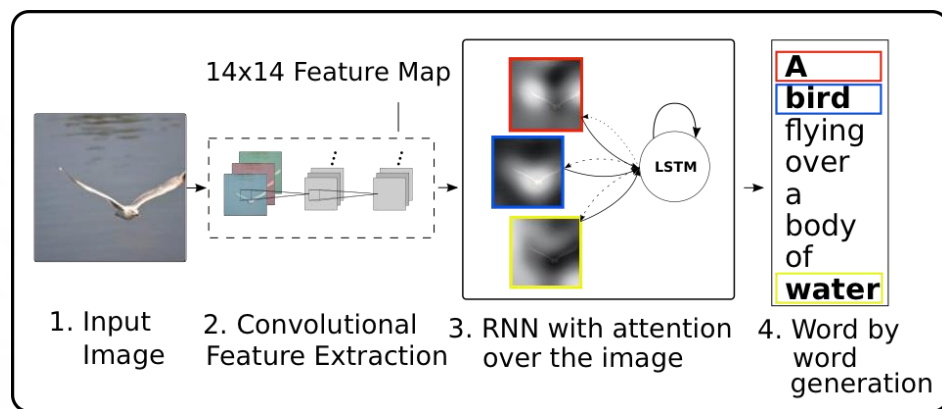 14x14 Feature Map
LSTM
A
bird
flying
over
a
body
of
water
1. Input
Image
2. Convolutional
Feature Extraction
3. RNN with attention
over the image
4. Word by
word
generation